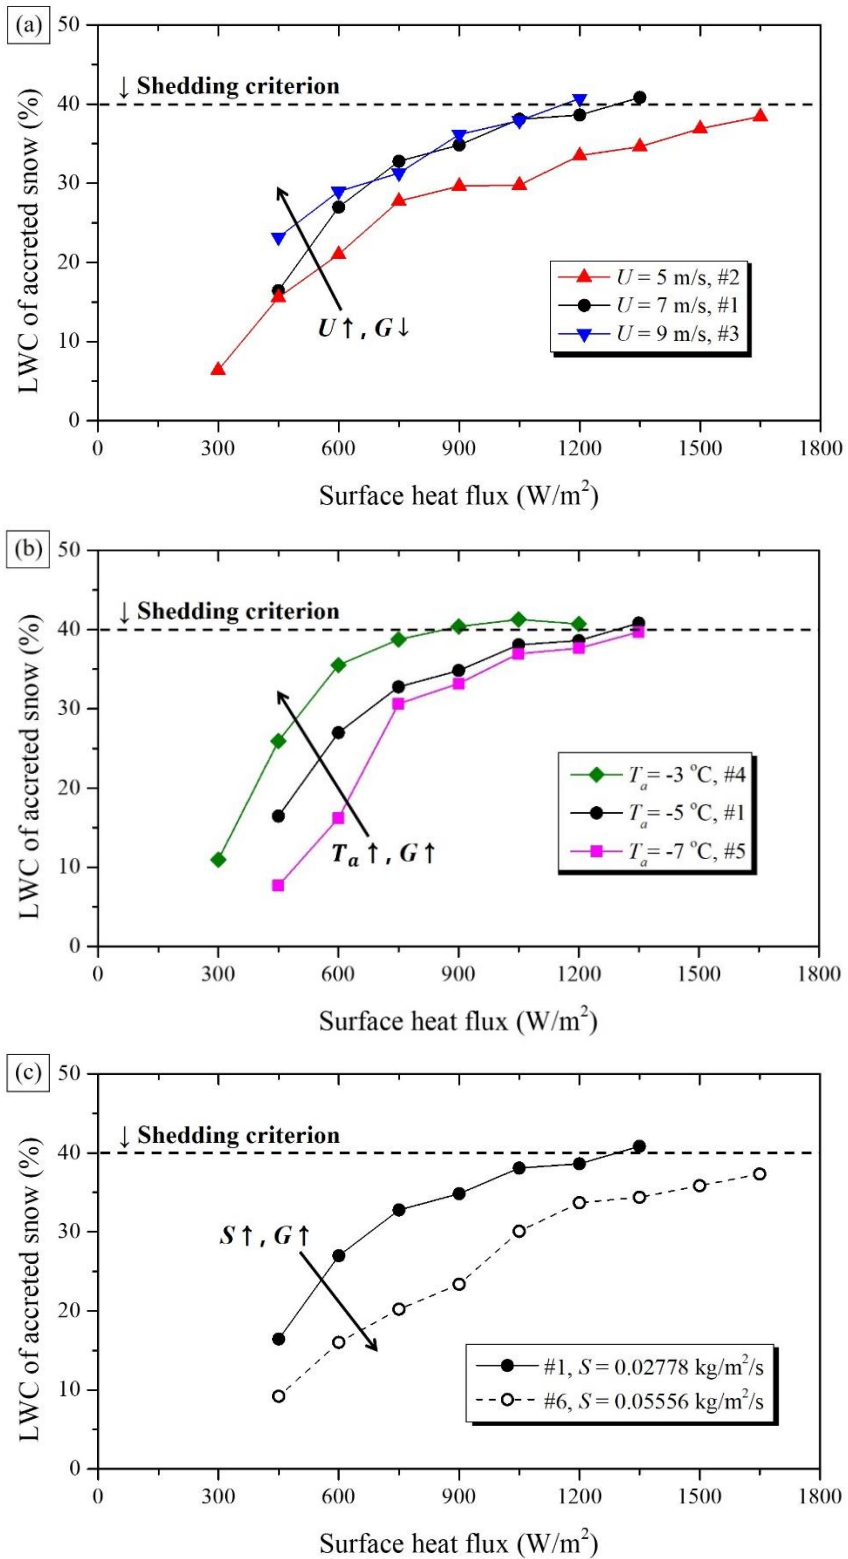 (a)
50
40
30
20
10
0
LWC of accreted snow (%)
↓ Shedding criterion
U ↑, G ↓
U = 5 m/s, #2
U = 7 m/s, #1
U = 9 m/s, #3
0 300 600 900 1200 1500 1800
Surface heat flux (W/m²)
(b)
50
40
30
20
10
0
LWC of accreted snow (%)
↓ Shedding criterion
Tₐ ↑, G ↑
Tₐ = -3 °C, #4
Tₐ = -5 °C, #1
Tₐ = -7 °C, #5
0 300 600 900 1200 1500 1800
Surface heat flux (W/m²)
(c)
50
40
30
20
10
0
LWC of accreted snow (%)
↓ Shedding criterion
S ↑, G ↑
#1, S = 0.02778 kg/m²/s
#6, S = 0.05556 kg/m²/s
0 300 600 900 1200 1500 1800
Surface heat flux (W/m²)